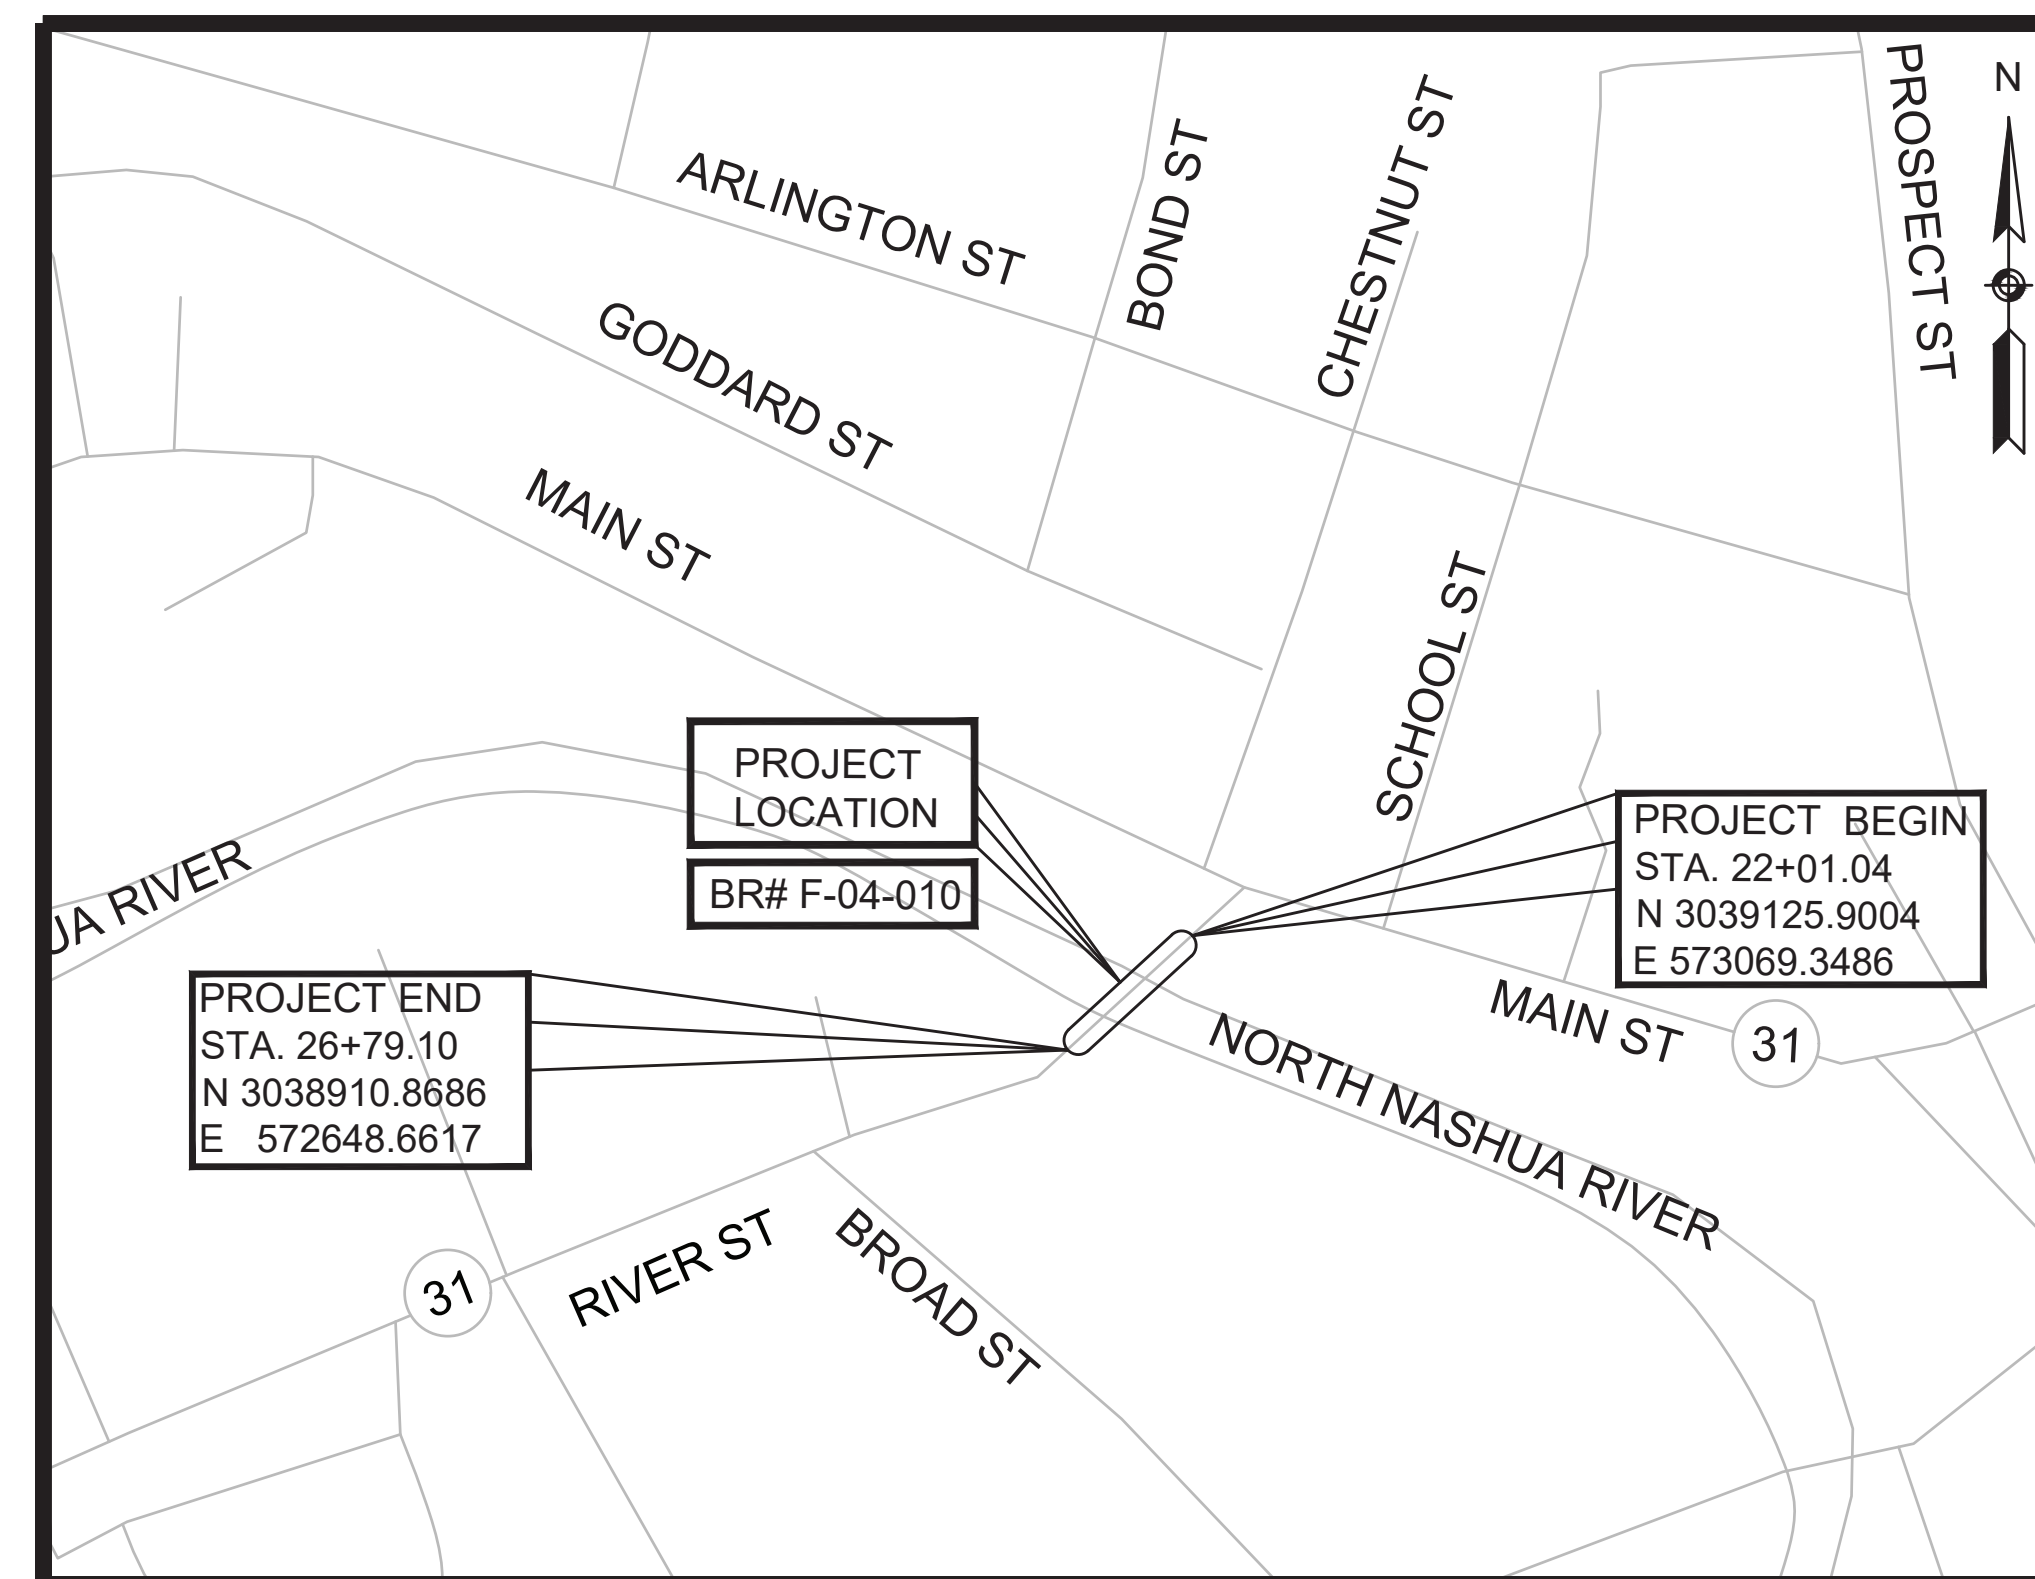 N
PROSPECT ST
CHESTNUT ST
BOND ST
ARLINGTON ST
GODDARD ST
MAIN ST
SCHOOL ST
PROJECT
LOCATION
BR# F-04-010
PROJECT BEGIN
STA. 22+01.04
N 3039125.9004
E 573069.3486
UA RIVER
PROJECT END
STA. 26+79.10
N 3038910.8686
E 572648.6617
MAIN ST
31
NORTH NASHUA RIVER
31
RIVER ST
BROAD ST